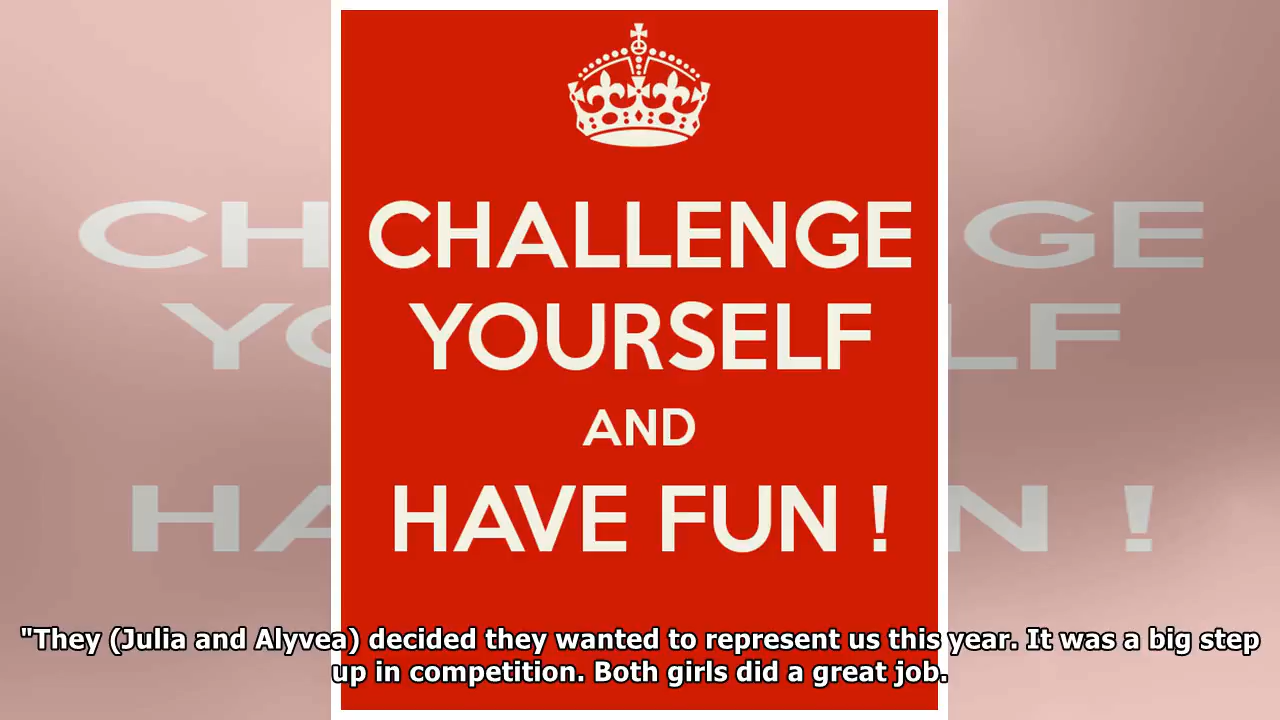 CHALLENGE
YOURSELF
AND
HAVE FUN !
"They (Julia and Alyvea) decided they wanted to represent us this year. It was a big step
up in competition. Both girls did a great job.